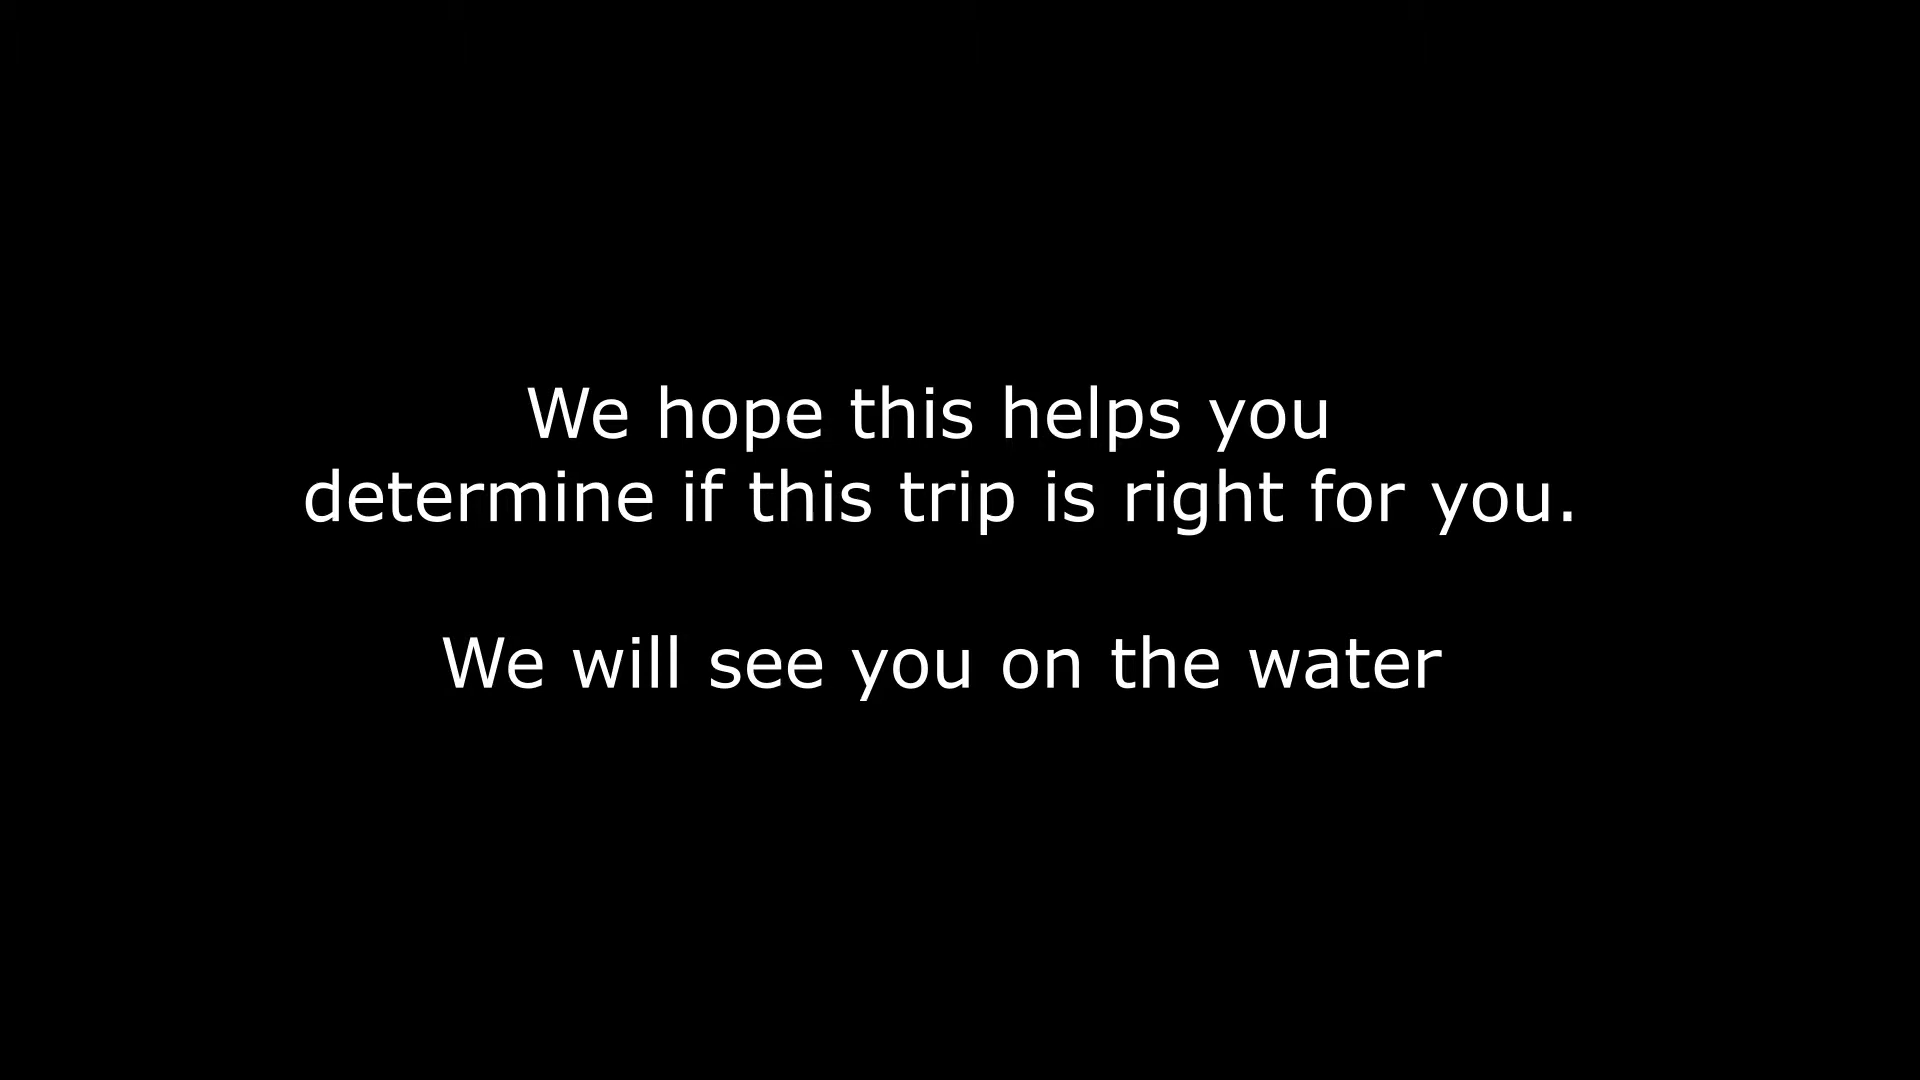 We hope this helps you
determine if this trip is right for you.
We will see you on the water